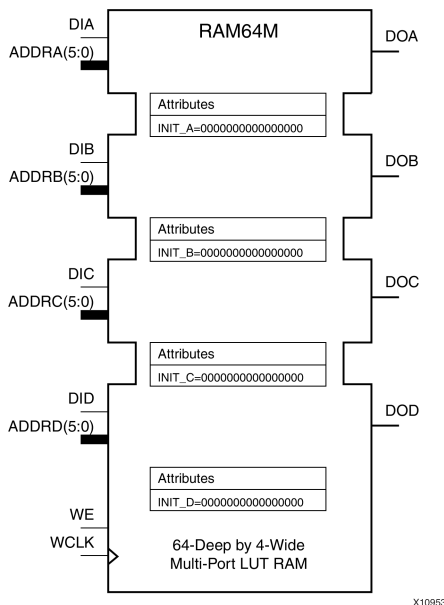 RAM64M
DIA
DOA
ADDRA(5:0)
Attributes
INIT_A=0000000000000000
DIB
DOB
ADDRB(5:0)
Attributes
INIT_B=0000000000000000
DIC
DOC
ADDRC(5:0)
Attributes
INIT_C=0000000000000000
DID
DOD
ADDRD(5:0)
Attributes
INIT_D=0000000000000000
WE
WCLK
64-Deep by 4-Wide
Multi-Port LUT RAM
X10953